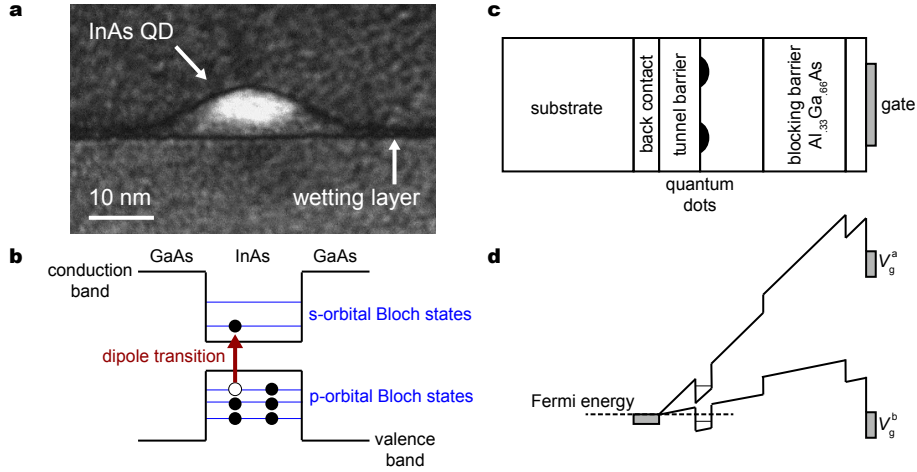 a
InAs QD
wetting layer
10 nm
b
GaAs
InAs
GaAs
conduction
band
s-orbital Bloch states
dipole transition
p-orbital Bloch states
valence
band
c
substrate
back contact
tunnel barrier
blocking barrier
Al.33Ga.66As
gate
quantum
dots
d
Vgᵃ
Fermi energy
Vgᵇ